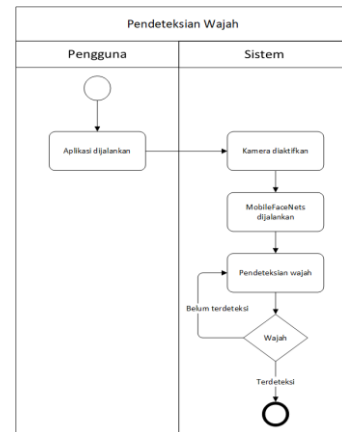 Pendeteksian Wajah
Pengguna
Sistem
Aplikasi dijalankan
Kamera diaktifkan
MobileFaceNets
dijalankan
Pendeteksian wajah
Belum terdeteksi
Wajah
Terdeteksi